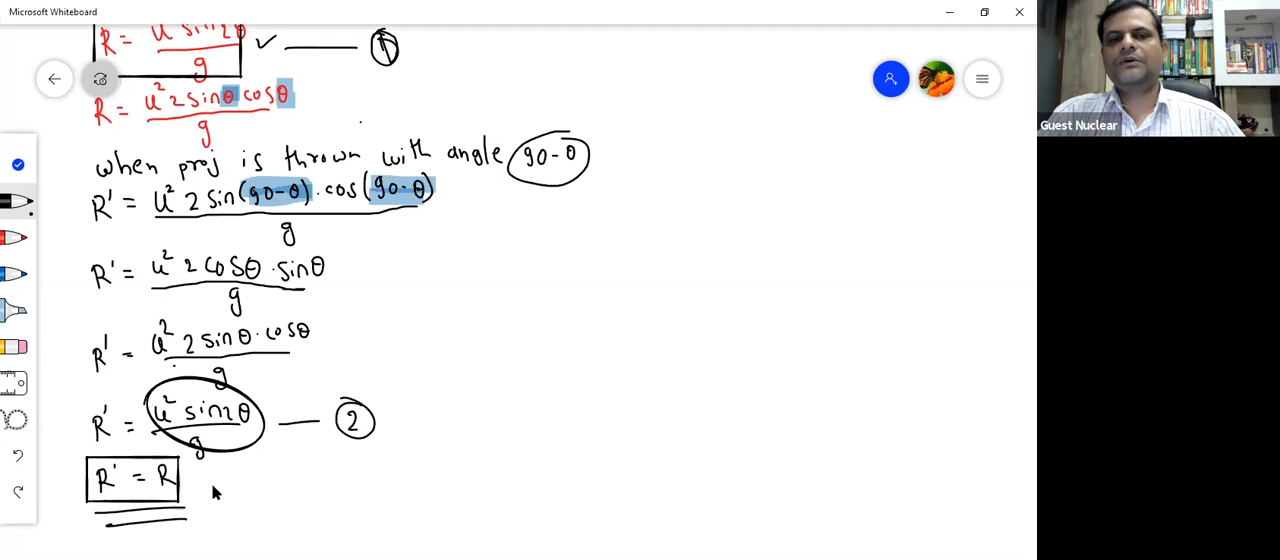 Microsoft Whiteboard
R = u² sin2θ / g ✓ —— ①
R = u² 2 sinθ cosθ / g
Guest Nuclear
when proj is thrown with angle 90-θ
R' = u² 2 sin(90-θ) · cos(90-θ) / g
R' = u² 2 cosθ · sinθ / g
R' = u² 2 sinθ · cosθ / g
R' = u² sin2θ / g —— ②
R' = R